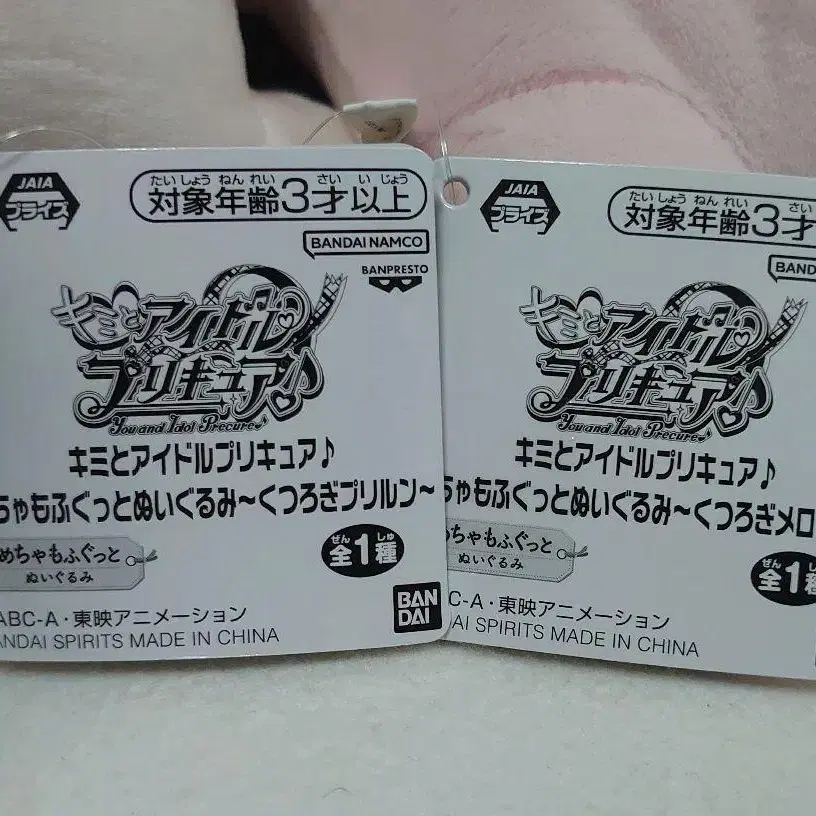 JAIA
プライズ
たいしょうねんれい さいいじょう
対象年齢3才以上
BANDAI NAMCO
BANPRESTO
キミとアイドル
プリキュア♪
You and Idol Precure♪
キミとアイドルプリキュア♪
ちゃもふぐっとぬいぐるみ～くつろぎプリルン～
めちゃもふぐっと
ぬいぐるみ
ぜん しゅ
全1種
ABC-A・東映アニメーション
ANDAI SPIRITS MADE IN CHINA
BAN
DAI
JAIA
プライズ
たいしょうねんれい さい
対象年齢3才
BAND
キミとアイドル
プリキュア♪
You and Idol Precure♪
キミとアイドルプリキュア♪
ちゃもふぐっとぬいぐるみ～くつろぎメロ
めちゃもふぐっと
ぬいぐるみ
ぜん
全1種
C-A・東映アニメーション
DAI SPIRITS MADE IN CHINA